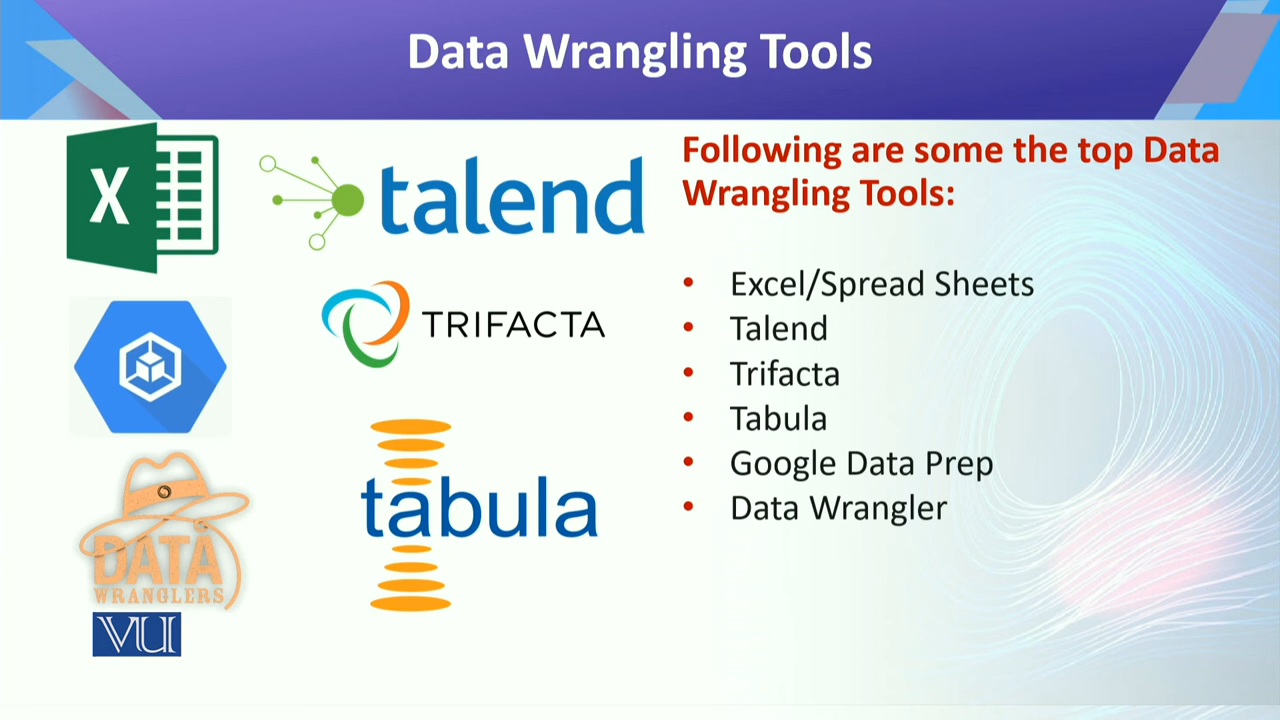 Data Wrangling Tools
X
talend
TRIFACTA
tabula
DATA
WRANGLERS
VU
Following are some the top Data
Wrangling Tools:
• Excel/Spread Sheets
• Talend
• Trifacta
• Tabula
• Google Data Prep
• Data Wrangler